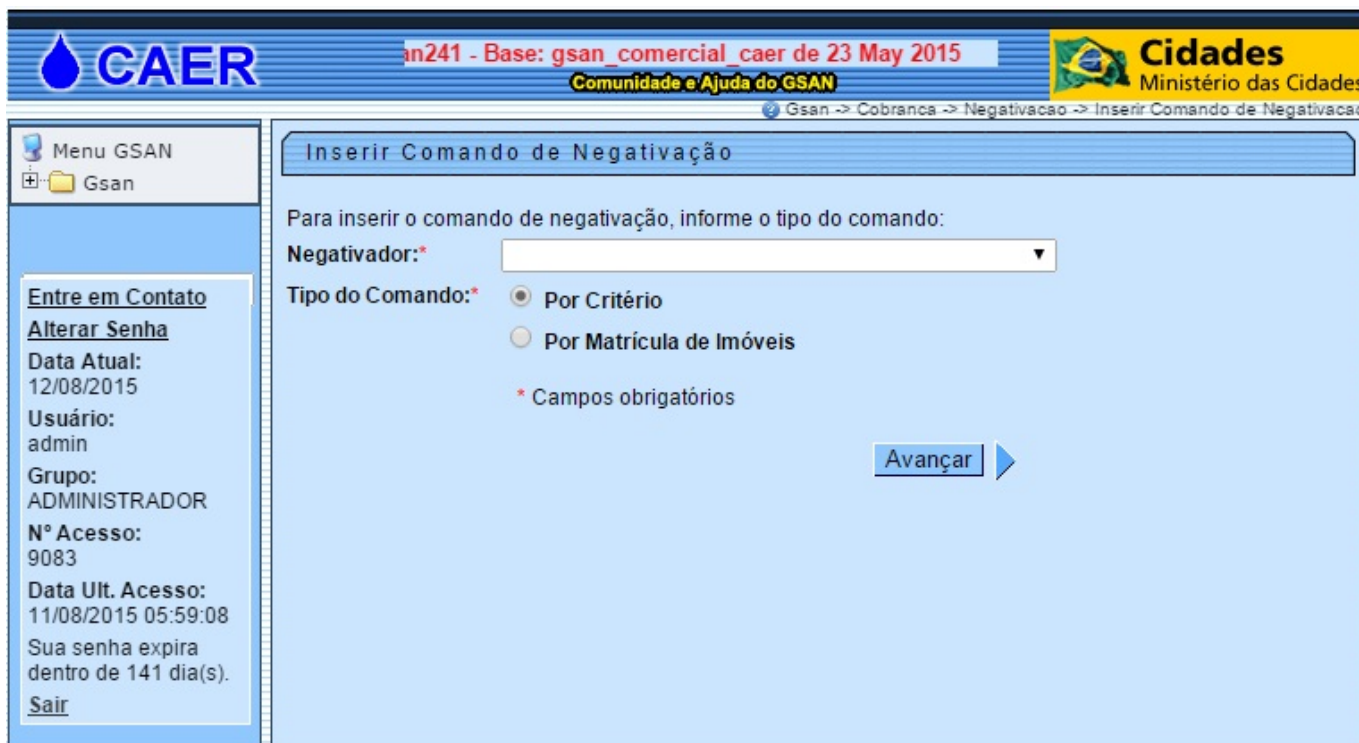 CAER
an241 - Base: gsan_comercial_caer de 23 May 2015
Comunidade e Ajuda do GSAN
Cidades
Ministério das Cidades
Gsan -> Cobranca -> Negativacao -> Inserir Comando de Negativacao
Menu GSAN
Gsan
Entre em Contato
Alterar Senha
Data Atual:
12/08/2015
Usuário:
admin
Grupo:
ADMINISTRADOR
Nº Acesso:
9083
Data Ult. Acesso:
11/08/2015 05:59:08
Sua senha expira
dentro de 141 dia(s).
Sair
Inserir Comando de Negativação
Para inserir o comando de negativação, informe o tipo do comando:
Negativador:*
Tipo do Comando:* Por Critério
Por Matrícula de Imóveis
* Campos obrigatórios
Avançar